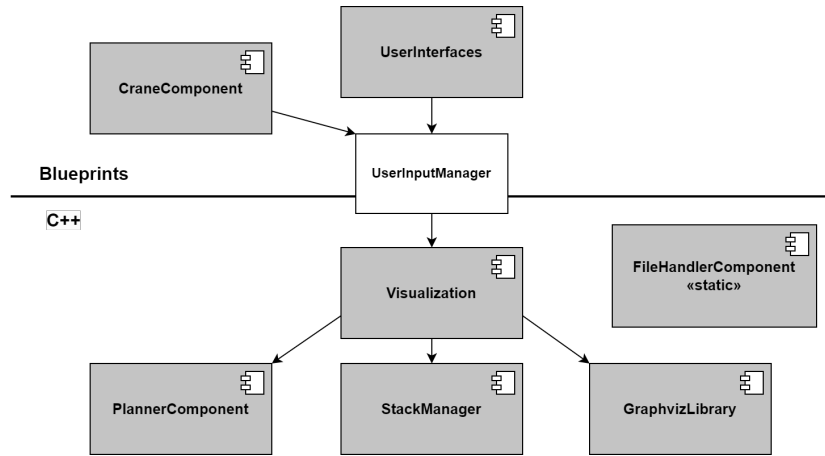 UserInterfaces
CraneComponent
UserInputManager
Blueprints
C++
FileHandlerComponent
«static»
Visualization
PlannerComponent
StackManager
GraphvizLibrary